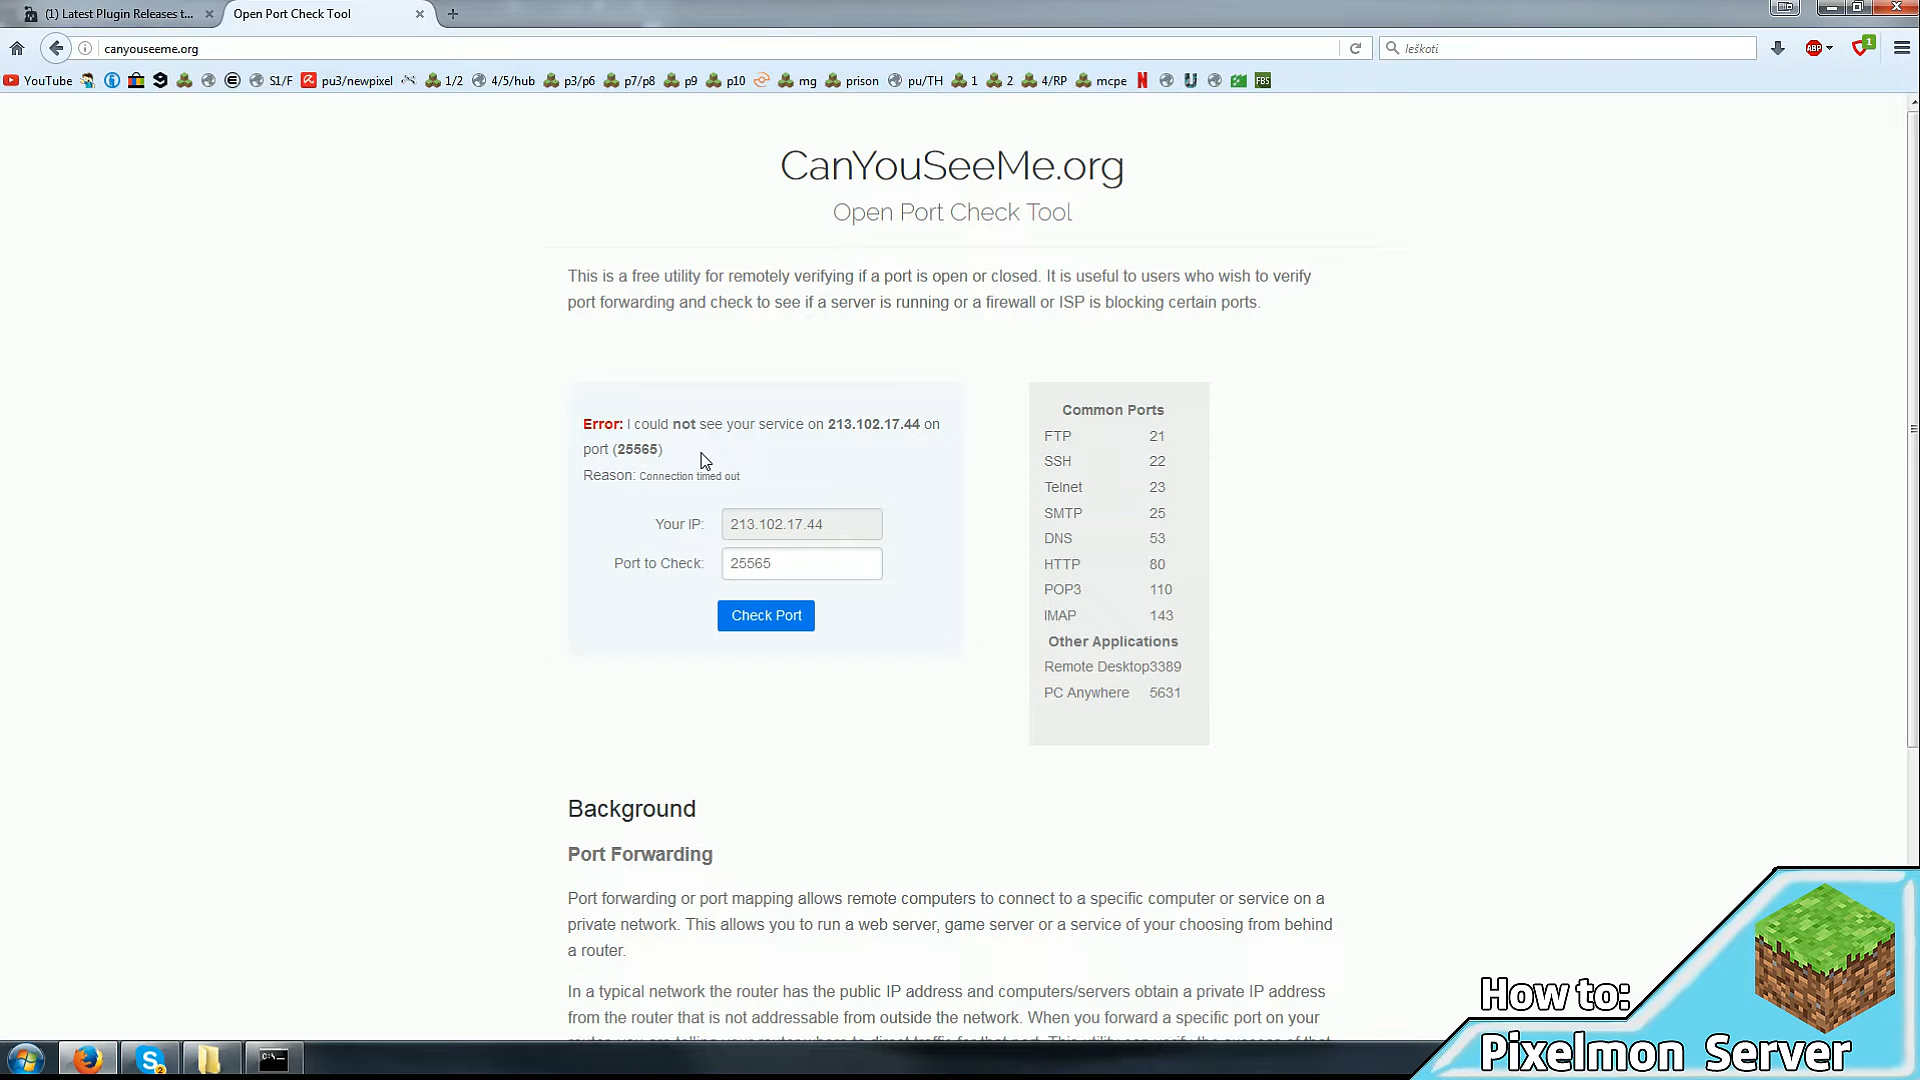 (1) Latest Plugin Releases t...
Open Port Check Tool
canyouseeme.org
Ieškoti
ABP
1
YouTube
S1/F
pu3/newpixel
1/2
4/5/hub
p3/p6
p7/p8
p9
p10
mg
prison
pu/TH
1
2
4/RP
mcpe
N
FBS
CanYouSeeMe.org
Open Port Check Tool
This is a free utility for remotely verifying if a port is open or closed. It is useful to users who wish to verify
port forwarding and check to see if a server is running or a firewall or ISP is blocking certain ports.
Error: I could not see your service on 213.102.17.44 on
port (25565)
Reason: Connection timed out
Your IP: 213.102.17.44
Port to Check: 25565
Check Port
Common Ports
FTP 21
SSH 22
Telnet 23
SMTP 25
DNS 53
HTTP 80
POP3 110
IMAP 143
Other Applications
Remote Desktop3389
PC Anywhere 5631
Background
Port Forwarding
Port forwarding or port mapping allows remote computers to connect to a specific computer or service on a
private network. This allows you to run a web server, game server or a service of your choosing from behind
a router.
In a typical network the router has the public IP address and computers/servers obtain a private IP address
from the router that is not addressable from outside the network. When you forward a specific port on your
How to:
Pixelmon Server
C:\
2